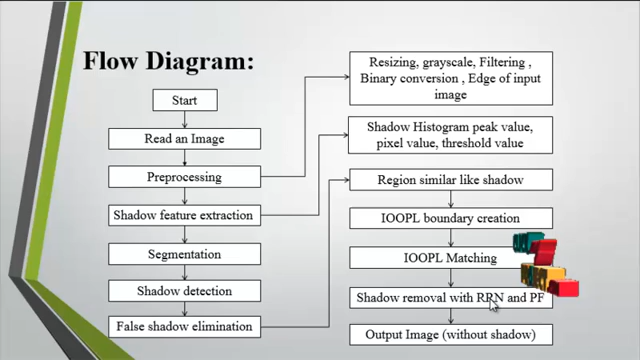 Flow Diagram:
Start
Read an Image
Preprocessing
Shadow feature extraction
Segmentation
Shadow detection
False shadow elimination
Resizing, grayscale, Filtering ,
Binary conversion , Edge of input
image
Shadow Histogram peak value,
pixel value, threshold value
Region similar like shadow
IOOPL boundary creation
IOOPL Matching
Shadow removal with RRN and PF
Output Image (without shadow)